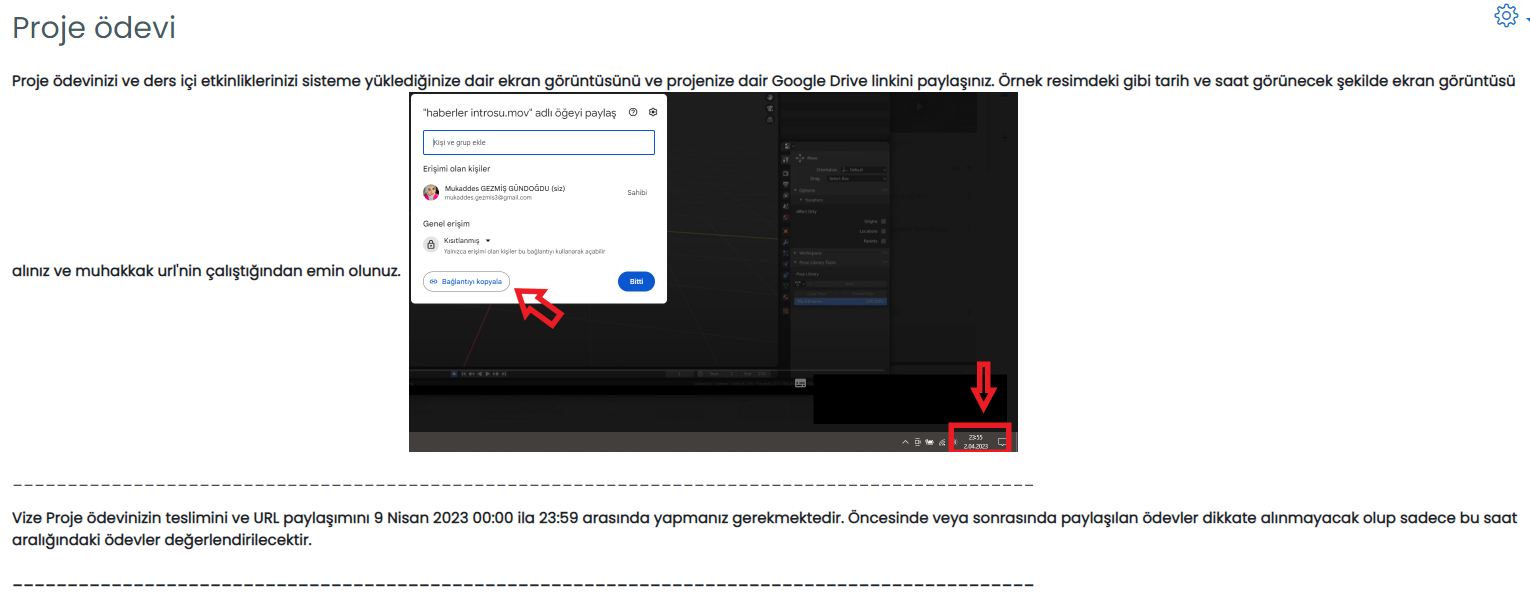 Proje ödevi
Proje ödevinizi ve ders içi etkinliklerinizi sisteme yüklediğinize dair ekran görüntüsünü ve projenize dair Google Drive linkini paylaşınız. Örnek resimdeki gibi tarih ve saat görünecek şekilde ekran görüntüsü
"haberler introsu.mov" adlı öğeyi paylaş
Kişi ve grup ekle
Erişimi olan kişiler
Mukaddes GEZMİŞ GÜNDOĞDU (siz)
mukaddes.gezmis3@gmail.com
Sahibi
Genel erişim
Kısıtlanmış
Yalnızca erişimi olan kişiler bu bağlantıyı kullanarak açabilir
alınız ve muhakkak url'nin çalıştığından emin olunuz.
Bağlantıyı kopyala
Bitti
Options
Transform
Workspace
23:55
2.04.2023
Vize Proje ödevinizin teslimini ve URL paylaşımını 9 Nisan 2023 00:00 ila 23:59 arasında yapmanız gerekmektedir. Öncesinde veya sonrasında paylaşılan ödevler dikkate alınmayacak olup sadece bu saat
aralığındaki ödevler değerlendirilecektir.